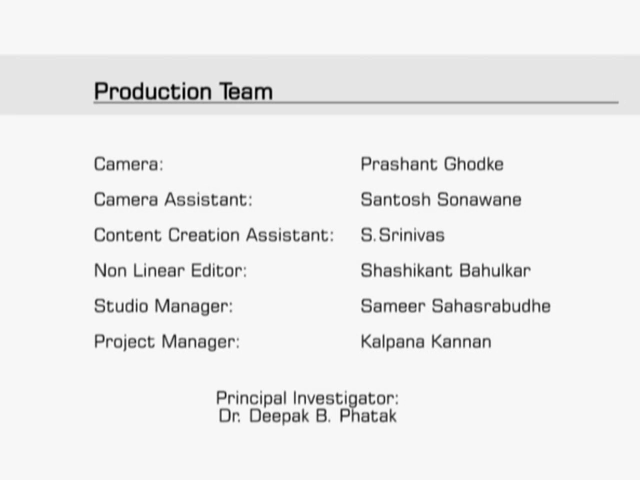 Production Team
Camera: Prashant Ghodke
Camera Assistant: Santosh Sonawane
Content Creation Assistant: S.Srinivas
Non Linear Editor: Shashikant Bahulkar
Studio Manager: Sameer Sahasrabudhe
Project Manager: Kalpana Kannan
Principal Investigator:
Dr. Deepak B. Phatak